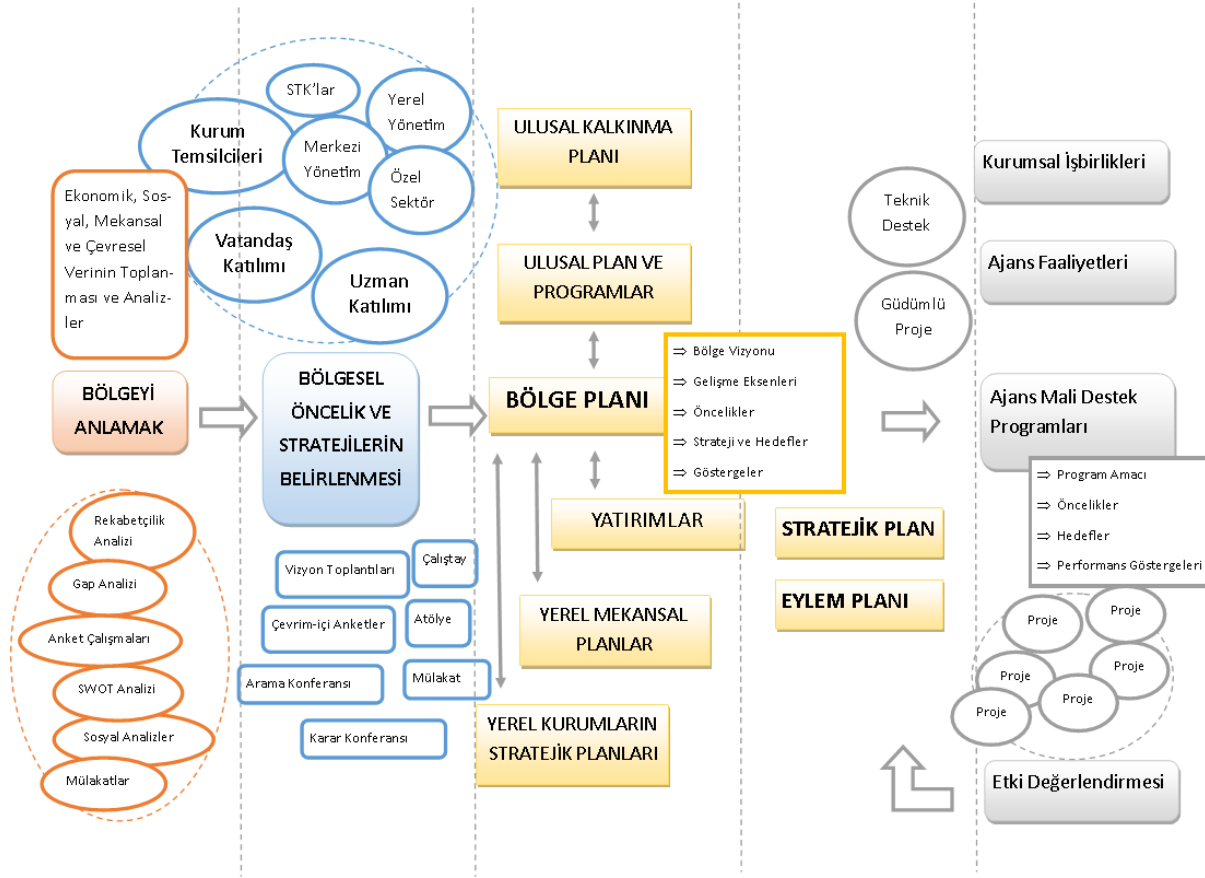 Ekonomik, Sos-
yal, Mekansal
ve Çevresel
Verinin Toplan-
ması ve Analiz-
ler
BÖLGEYİ
ANLAMAK
Rekabetçilik
Analizi
Gap Analizi
Anket Çalışmaları
SWOT Analizi
Sosyal Analizler
Mülakatlar
STK’lar
Yerel
Yönetim
Kurum
Temsilcileri
Merkezi
Yönetim
Özel
Sektör
Vatandaş
Katılımı
Uzman
Katılımı
BÖLGESEL
ÖNCELİK VE
STRATEJİLERİN
BELİRLENMESİ
Vizyon Toplantıları
Çalıştay
Çevrim-içi Anketler
Atölye
Arama Konferansı
Mülakat
Karar Konferansı
ULUSAL KALKINMA
PLANI
ULUSAL PLAN VE
PROGRAMLAR
BÖLGE PLANI
⇒ Bölge Vizyonu
⇒ Gelişme Eksenleri
⇒ Öncelikler
⇒ Strateji ve Hedefler
⇒ Göstergeler
YATIRIMLAR
YEREL MEKANSAL
PLANLAR
YEREL KURUMLARIN
STRATEJİK PLANLARI
STRATEJİK PLAN
EYLEM PLANI
Teknik
Destek
Güdümlü
Proje
Kurumsal İşbirlikleri
Ajans Faaliyetleri
Ajans Mali Destek
Programları
⇒ Program Amacı
⇒ Öncelikler
⇒ Hedefler
⇒ Performans Göstergeleri
Proje
Proje
Proje
Proje
Proje
Proje
Etki Değerlendirmesi